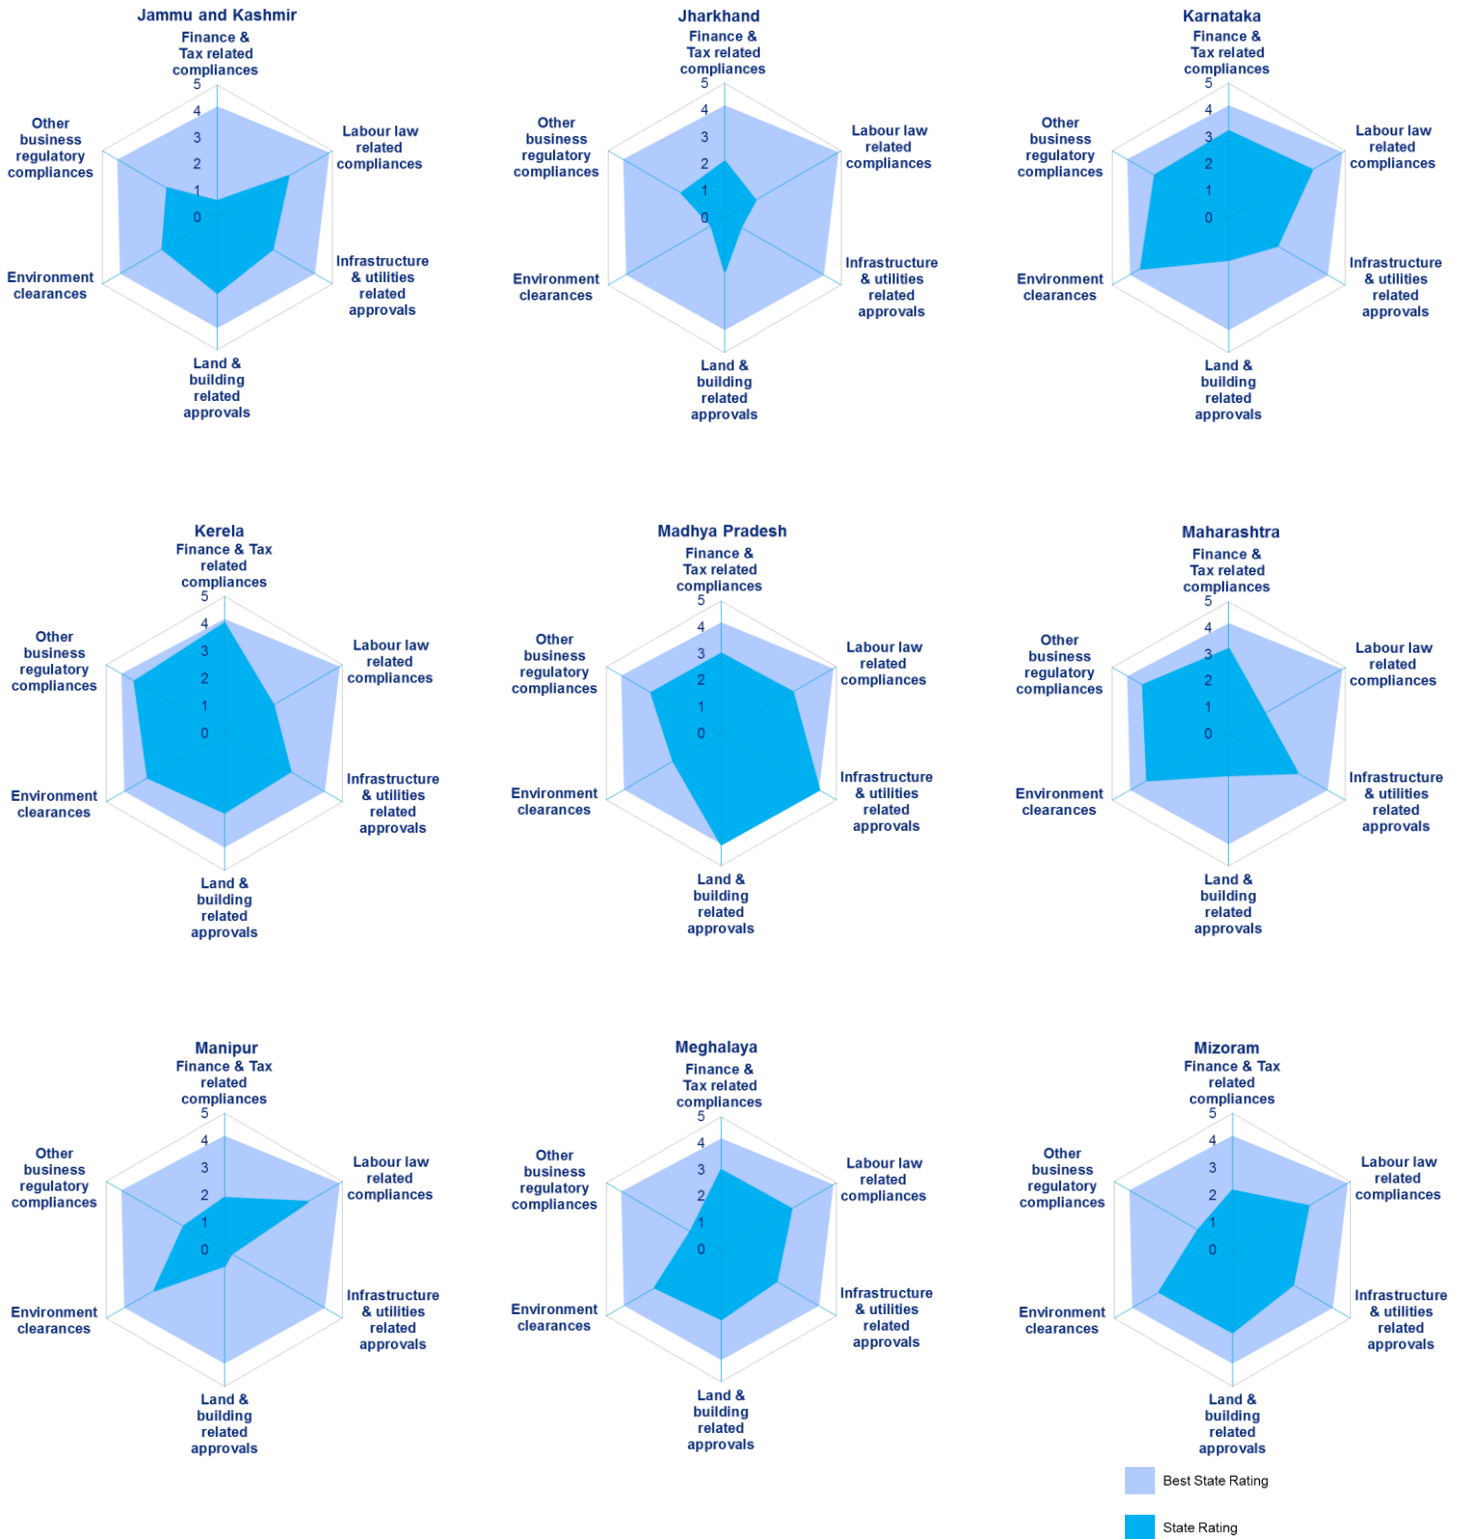 Jammu and Kashmir
Finance &
Tax related
compliances
5
4
3
2
1
0
Labour law
related
compliances
Infrastructure
& utilities
related
approvals
Land &
building
related
approvals
Environment
clearances
Other
business
regulatory
compliances
Jharkhand
Finance &
Tax related
compliances
5
4
3
2
1
0
Labour law
related
compliances
Infrastructure
& utilities
related
approvals
Land &
building
related
approvals
Environment
clearances
Other
business
regulatory
compliances
Karnataka
Finance &
Tax related
compliances
5
4
3
2
1
0
Labour law
related
compliances
Infrastructure
& utilities
related
approvals
Land &
building
related
approvals
Environment
clearances
Other
business
regulatory
compliances
Kerela
Finance & Tax
related
compliances
5
4
3
2
1
0
Labour law
related
compliances
Infrastructure
& utilities
related
approvals
Land &
building
related
approvals
Environment
clearances
Other
business
regulatory
compliances
Madhya Pradesh
Finance &
Tax related
compliances
5
4
3
2
1
0
Labour law
related
compliances
Infrastructure
& utilities
related
approvals
Land &
building
related
approvals
Environment
clearances
Other
business
regulatory
compliances
Maharashtra
Finance &
Tax related
compliances
5
4
3
2
1
0
Labour law
related
compliances
Infrastructure
& utilities
related
approvals
Land &
building
related
approvals
Environment
clearances
Other
business
regulatory
compliances
Manipur
Finance & Tax
related
compliances
5
4
3
2
1
0
Labour law
related
compliances
Infrastructure
& utilities
related
approvals
Land &
building
related
approvals
Environment
clearances
Other
business
regulatory
compliances
Meghalaya
Finance &
Tax related
compliances
5
4
3
2
1
0
Labour law
related
compliances
Infrastructure
& utilities
related
approvals
Land &
building
related
approvals
Environment
clearances
Other
business
regulatory
compliances
Mizoram
Finance & Tax
related
compliances
5
4
3
2
1
0
Labour law
related
compliances
Infrastructure
& utilities
related
approvals
Land &
building
related
approvals
Environment
clearances
Other
business
regulatory
compliances
Best State Rating
State Rating